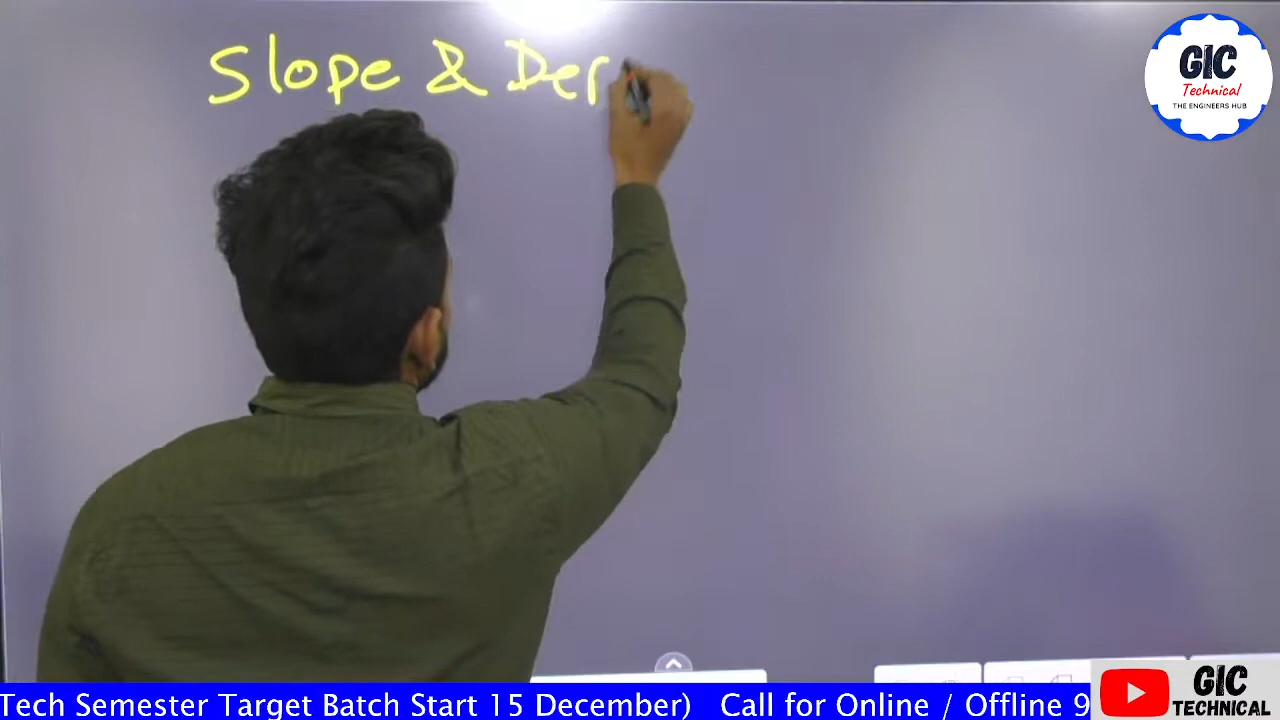 Slope & Der
GIC
Technical
THE ENGINEERS HUB
Tech Semester Target Batch Start 15 December) Call for Online / Offline 9
GIC
TECHNICAL